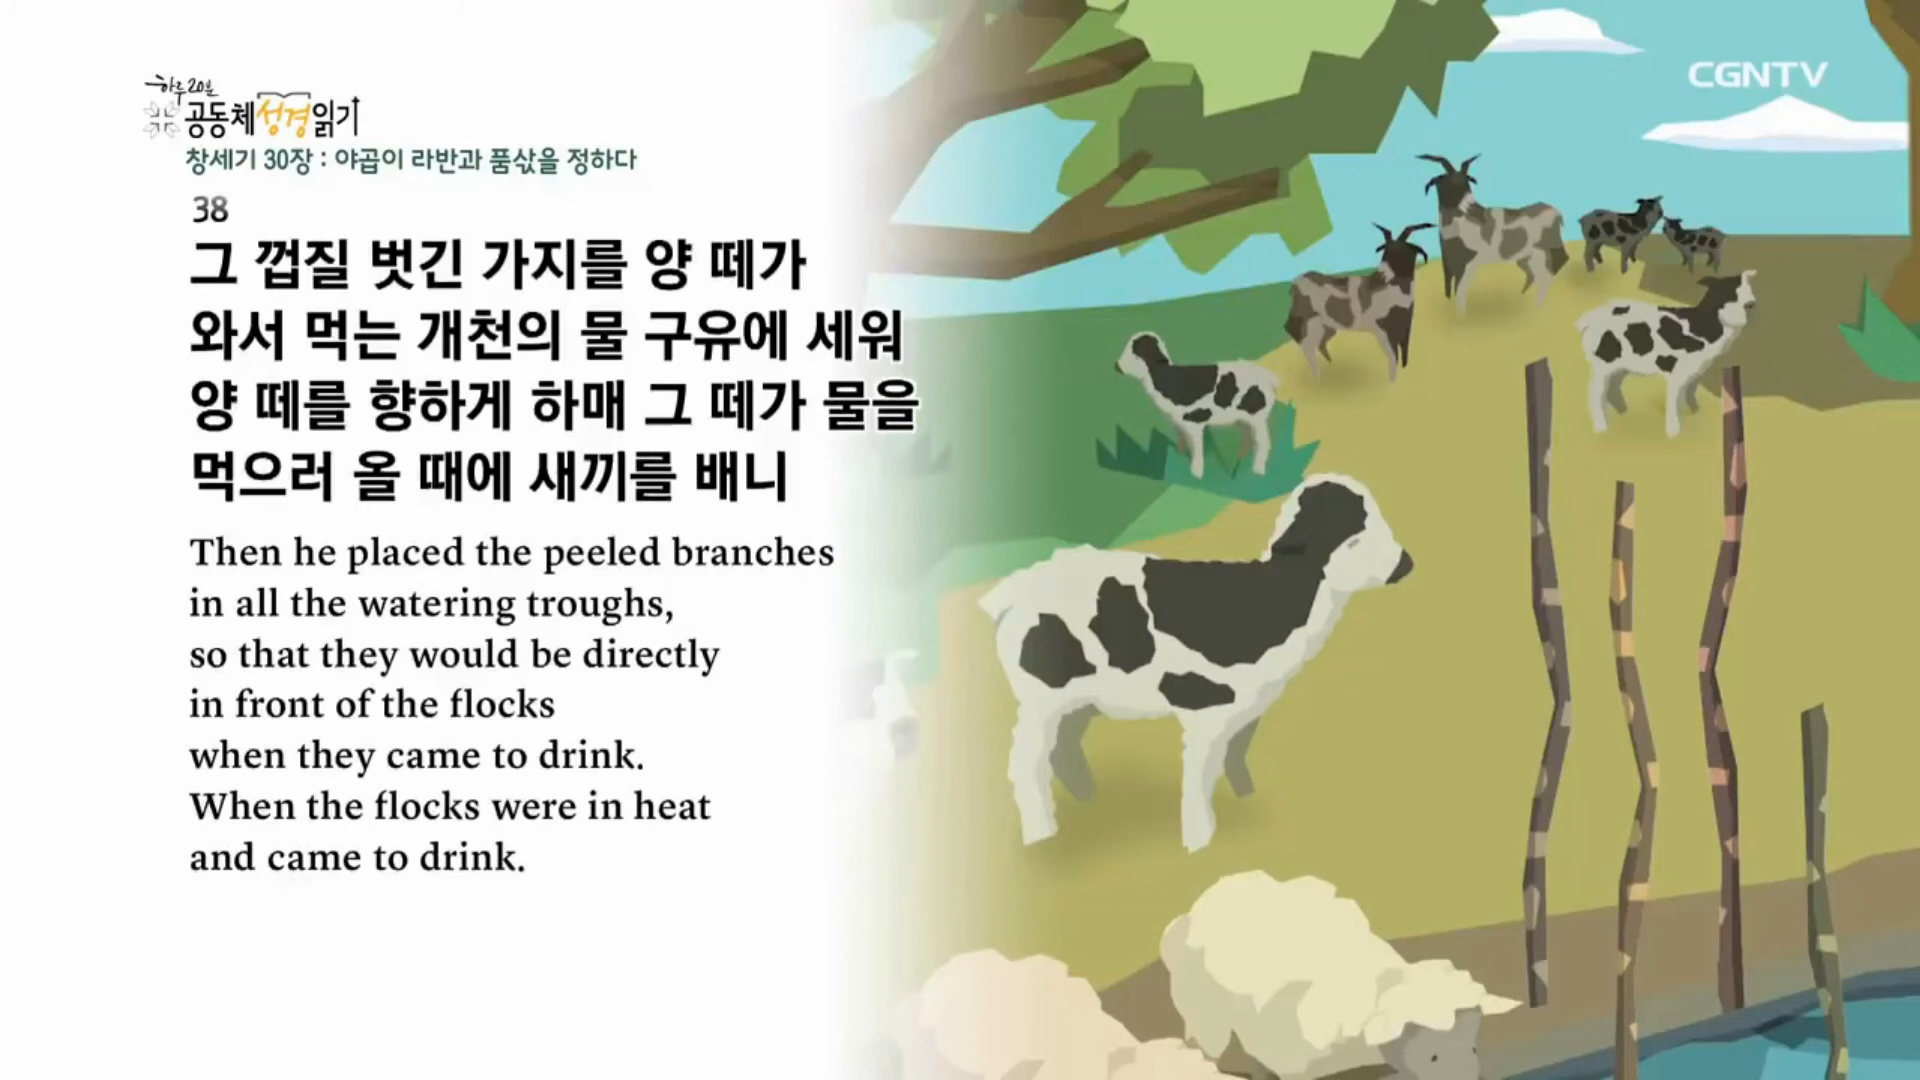 하루 20분
공동체성경읽기
창세기 30장 : 야곱이 라반과 품삯을 정하다
38
그 껍질 벗긴 가지를 양 떼가
와서 먹는 개천의 물 구유에 세워
양 떼를 향하게 하매 그 떼가 물을
먹으러 올 때에 새끼를 배니
Then he placed the peeled branches
in all the watering troughs,
so that they would be directly
in front of the flocks
when they came to drink.
When the flocks were in heat
and came to drink.
CGNTV